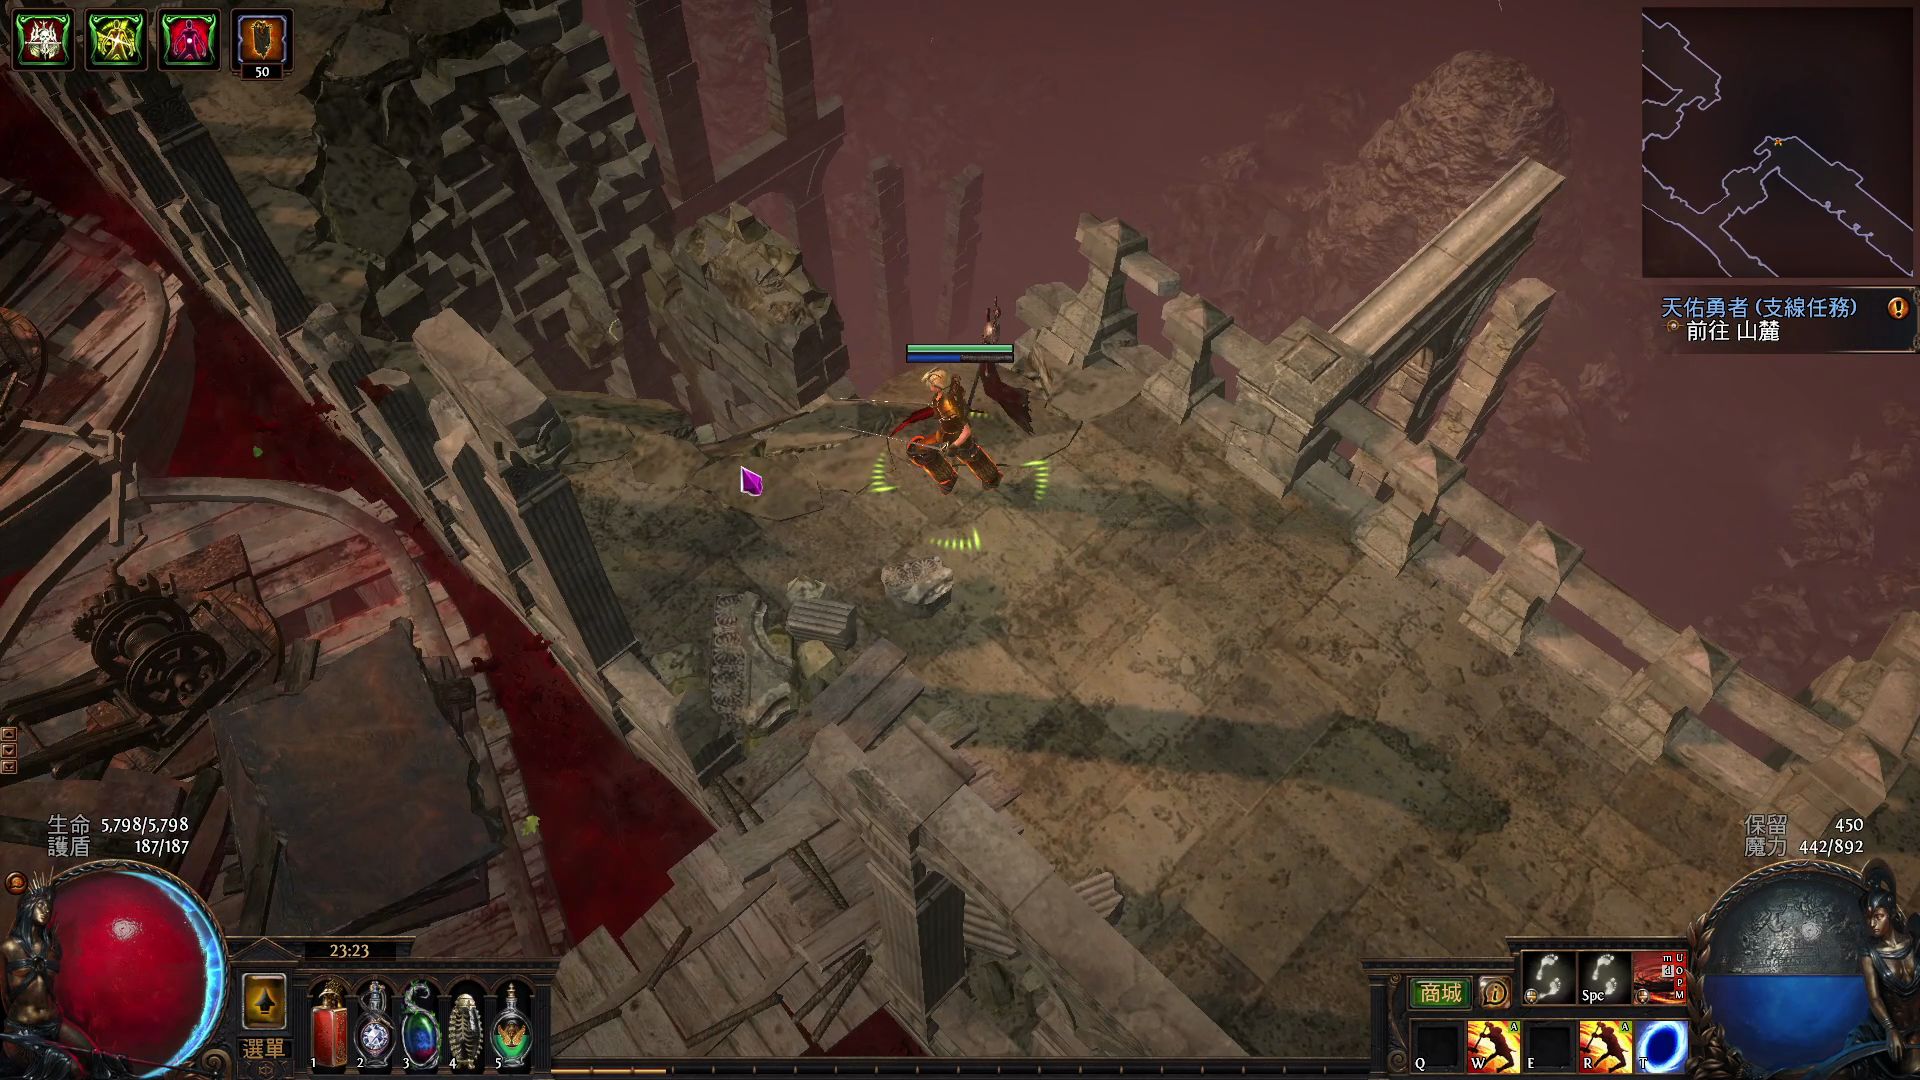 50
天佑勇者 (支線任務)
前往 山麓
生命 5,798/5,798
護盾 187/187
保留 450
魔力 442/892
23:23
選單
1 2 3 4 5
商城
Spc
m U
d O
P
M
Q W A E R A T